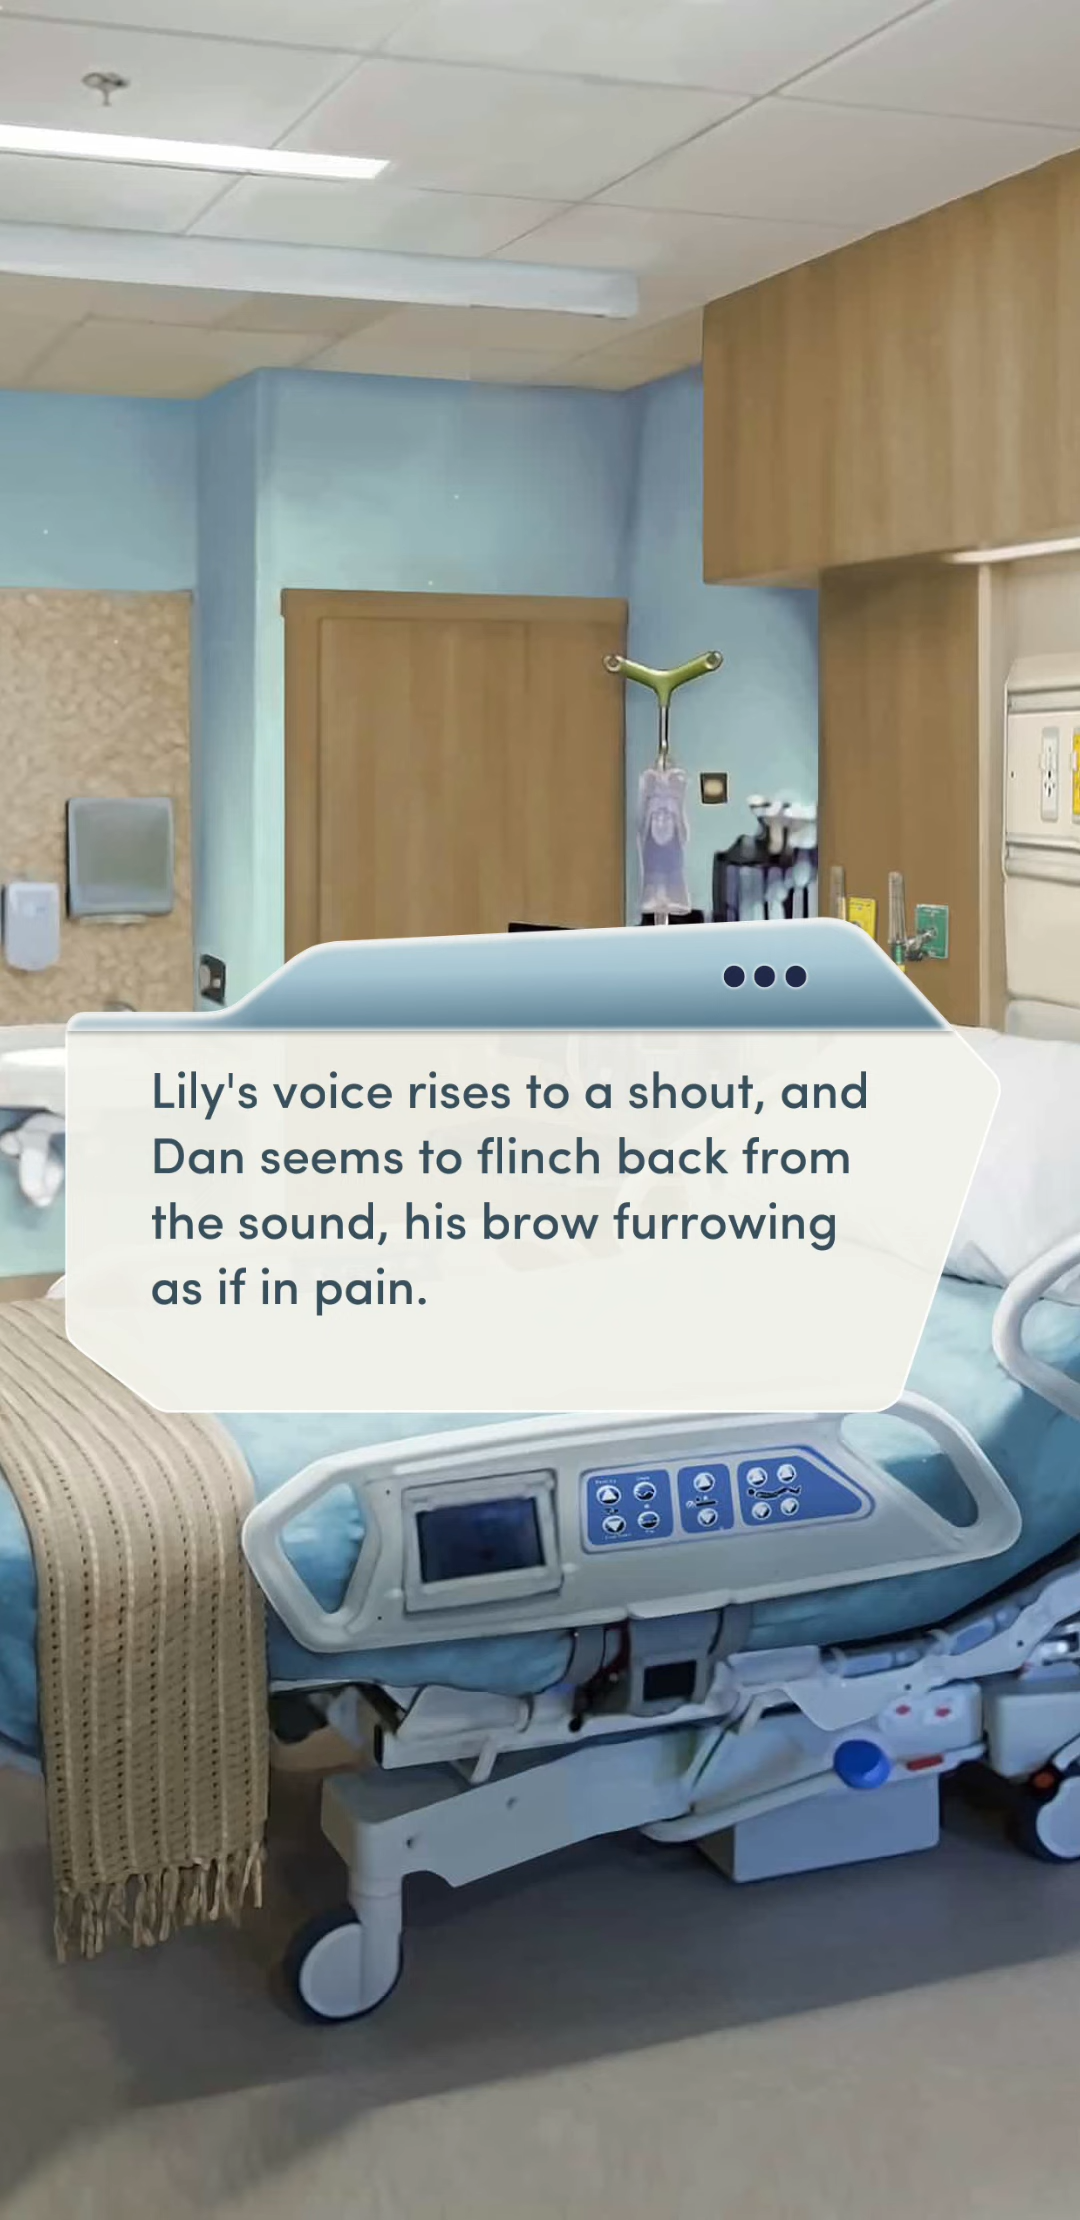 Lily's voice rises to a shout, and
Dan seems to flinch back from
the sound, his brow furrowing
as if in pain.